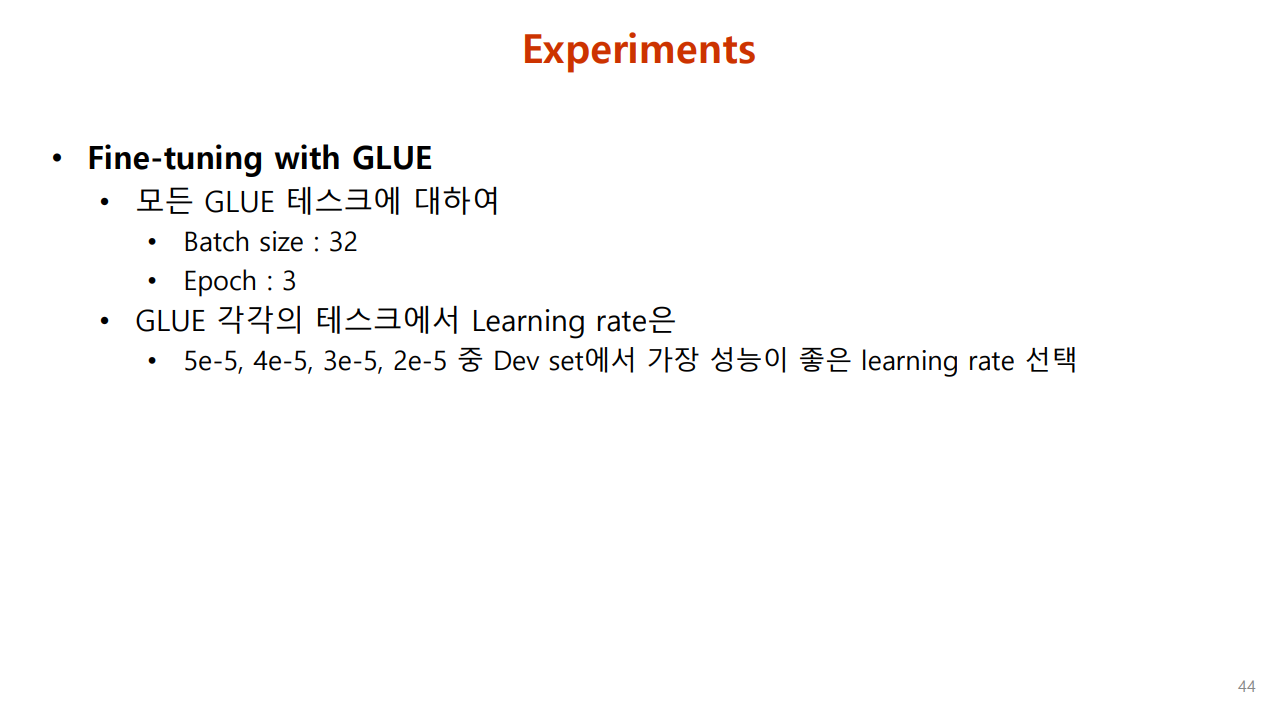 Experiments
• Fine-tuning with GLUE
• 모든 GLUE 테스크에 대하여
• Batch size : 32
• Epoch : 3
• GLUE 각각의 테스크에서 Learning rate은
• 5e-5, 4e-5, 3e-5, 2e-5 중 Dev set에서 가장 성능이 좋은 learning rate 선택
44